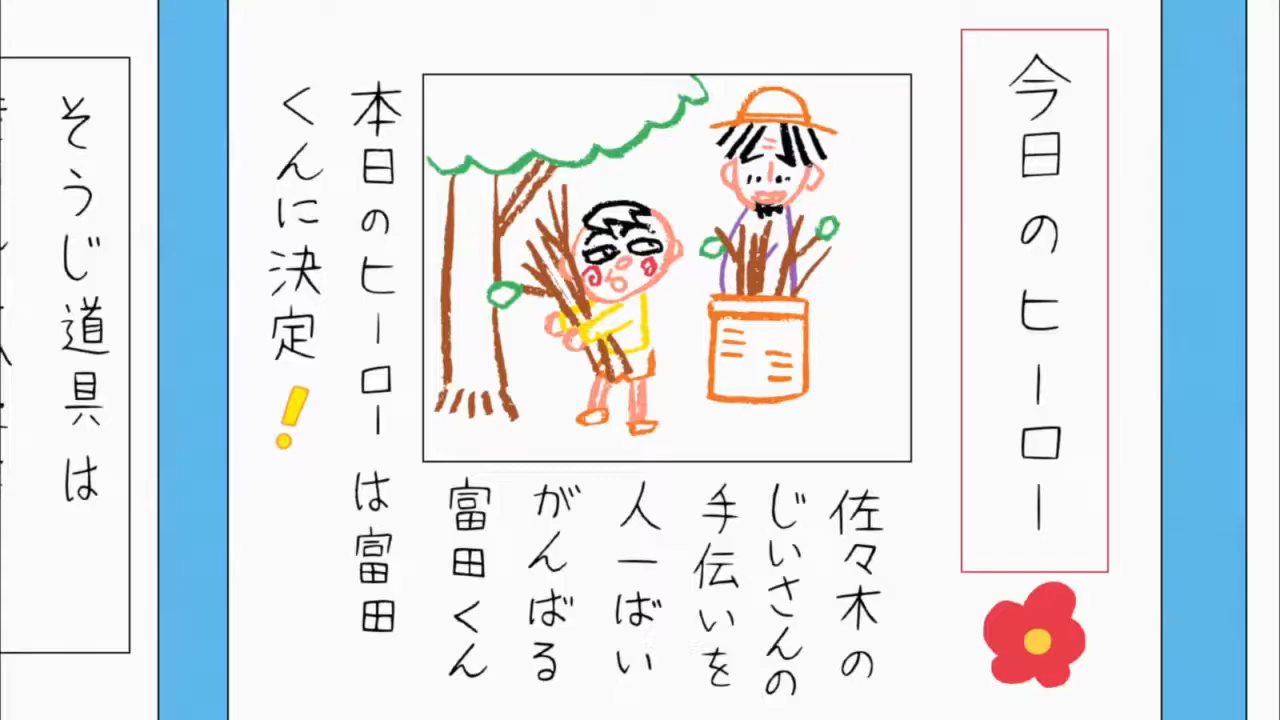 今日のヒーロー
佐々木の
じいさんの
手伝いを
人一ばい
がんばる
富田くん
本日のヒーローは富田
くんに決定!
そうじ道具は